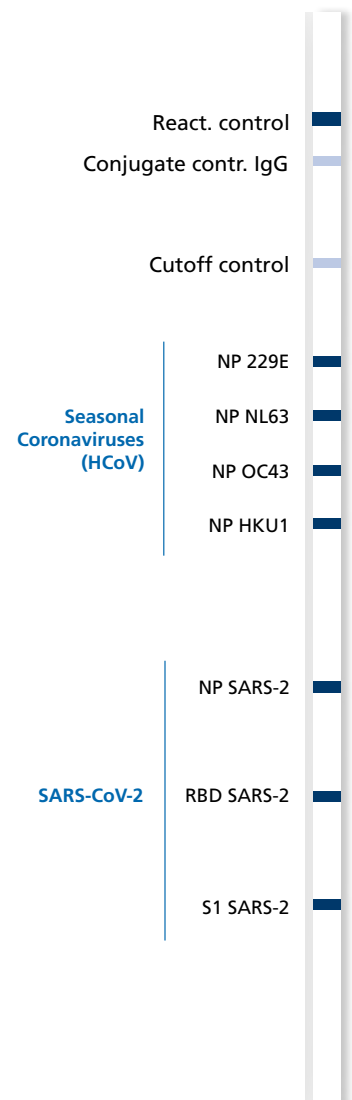 React. control
Conjugate contr. IgG
Cutoff control
NP 229E
Seasonal
Coronaviruses
(HCoV)
NP NL63
NP OC43
NP HKU1
NP SARS-2
SARS-CoV-2
RBD SARS-2
S1 SARS-2